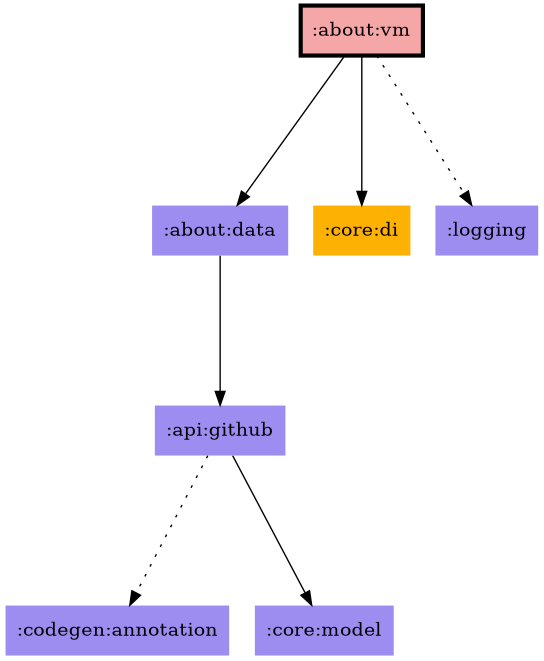 :about:vm
:about:data
:core:di
:logging
:api:github
:codegen:annotation
:core:model